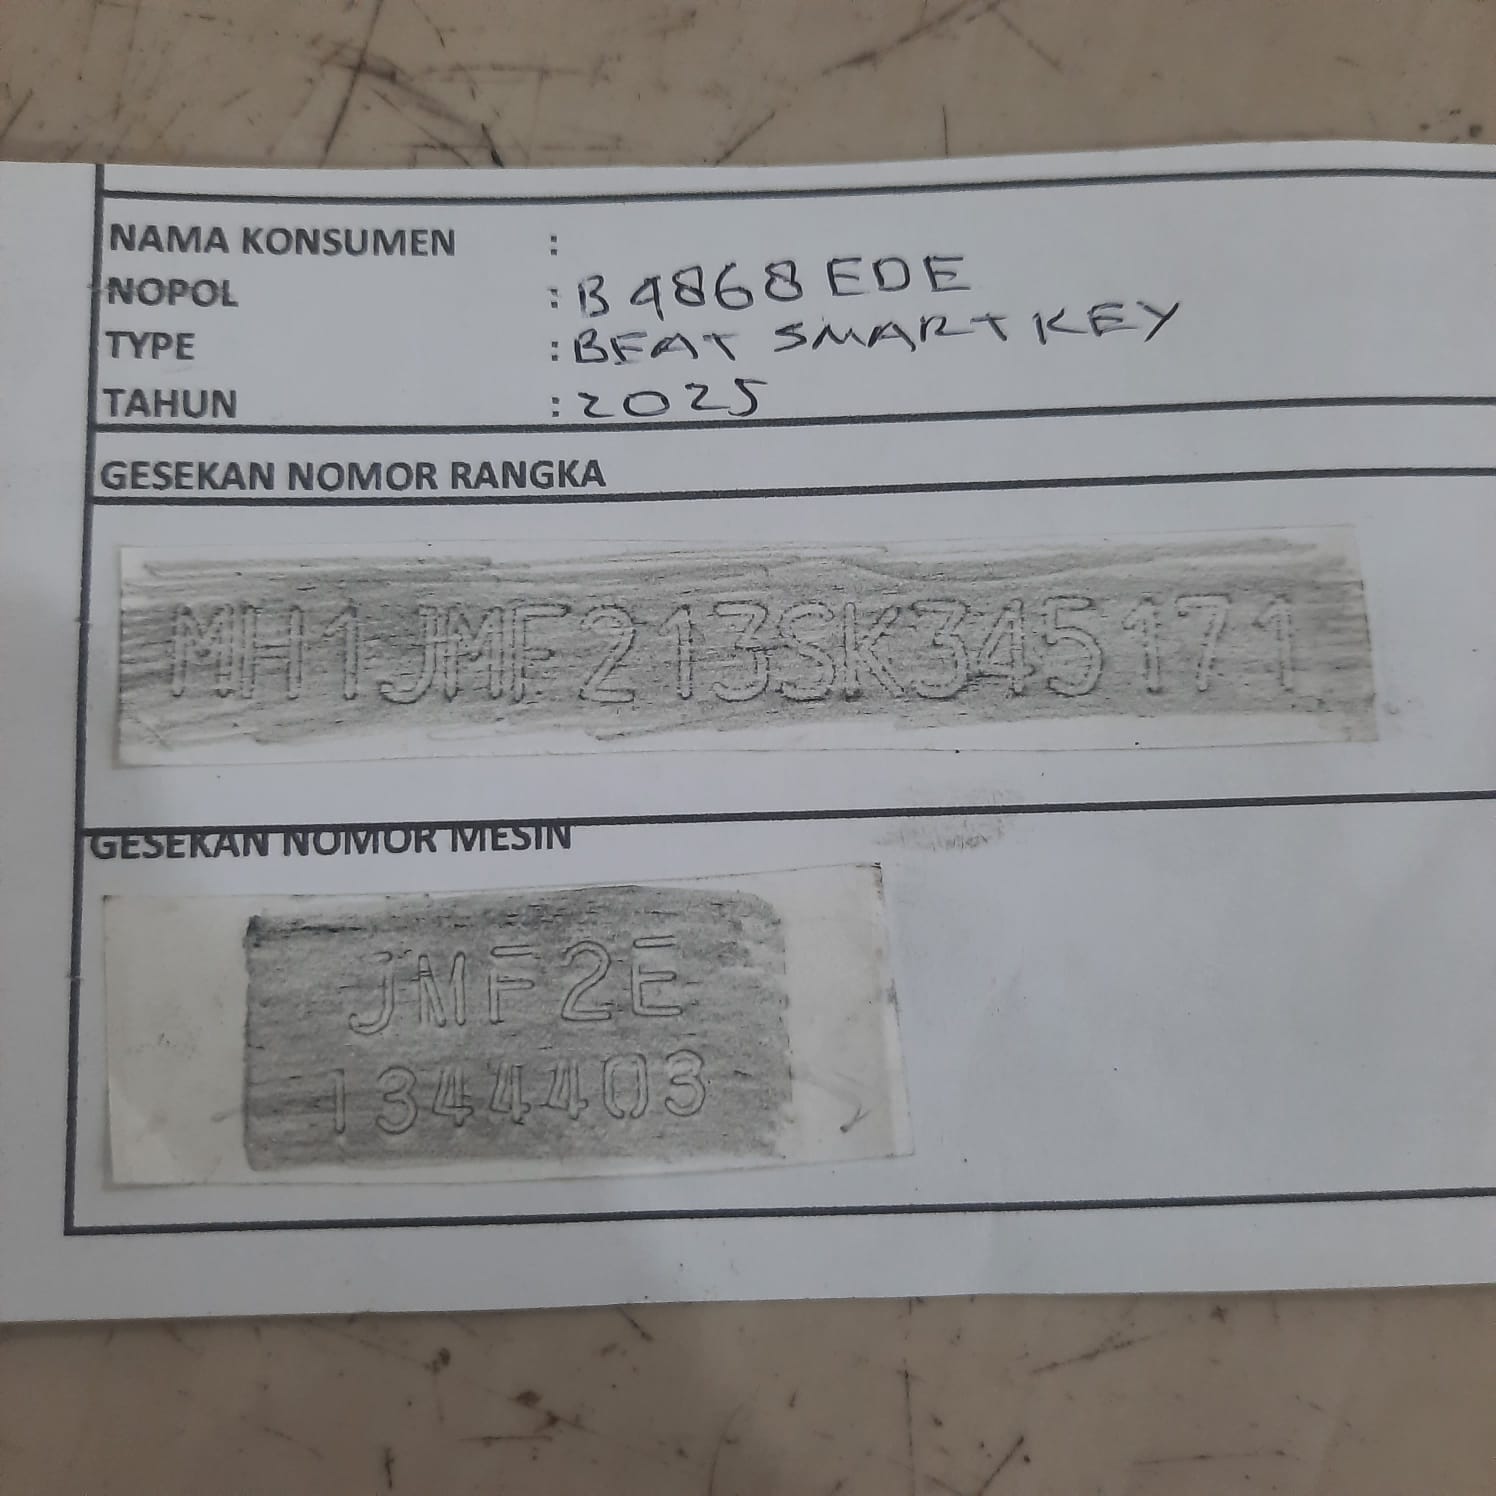 NAMA KONSUMEN :
NOPOL : B 4868 EDE
TYPE : BEAT SMART KEY
TAHUN : 2025
GESEKAN NOMOR RANGKA
MH1JMF213SK345171
GESEKAN NOMOR MESIN
JMF2E
1344403